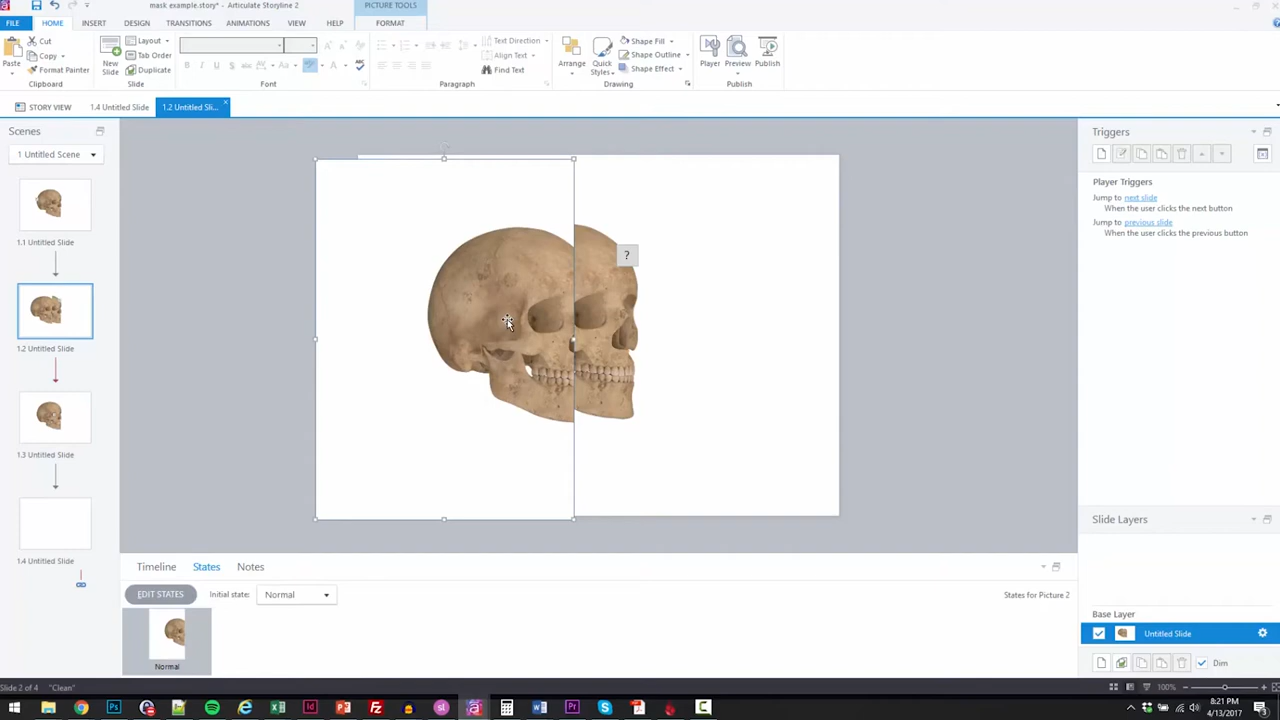 mask example.story* - Articulate Storyline 2
PICTURE TOOLS
FILE HOME INSERT DESIGN TRANSITIONS ANIMATIONS VIEW HELP FORMAT
Paste
Cut
Copy
Format Painter
Clipboard
New Slide
Layout
Tab Order
Duplicate
Slide
B I U S
Aa
Font
Text Direction
Align Text
Find Text
Paragraph
Arrange
Quick Styles
Shape Fill
Shape Outline
Shape Effect
Drawing
Player
Preview
Publish
Publish
STORY VIEW
1.4 Untitled Slide
1.2 Untitled Sli...
Scenes
1 Untitled Scene
1.1 Untitled Slide
1.2 Untitled Slide
1.3 Untitled Slide
1.4 Untitled Slide
?
Triggers
Player Triggers
Jump to next slide
When the user clicks the next button
Jump to previous slide
When the user clicks the previous button
Slide Layers
Base Layer
Untitled Slide
Dim
Timeline States Notes
EDIT STATES
Initial state:
Normal
States for Picture 2
Normal
Slide 2 of 4
"Clean"
100%
8:21 PM
4/13/2017